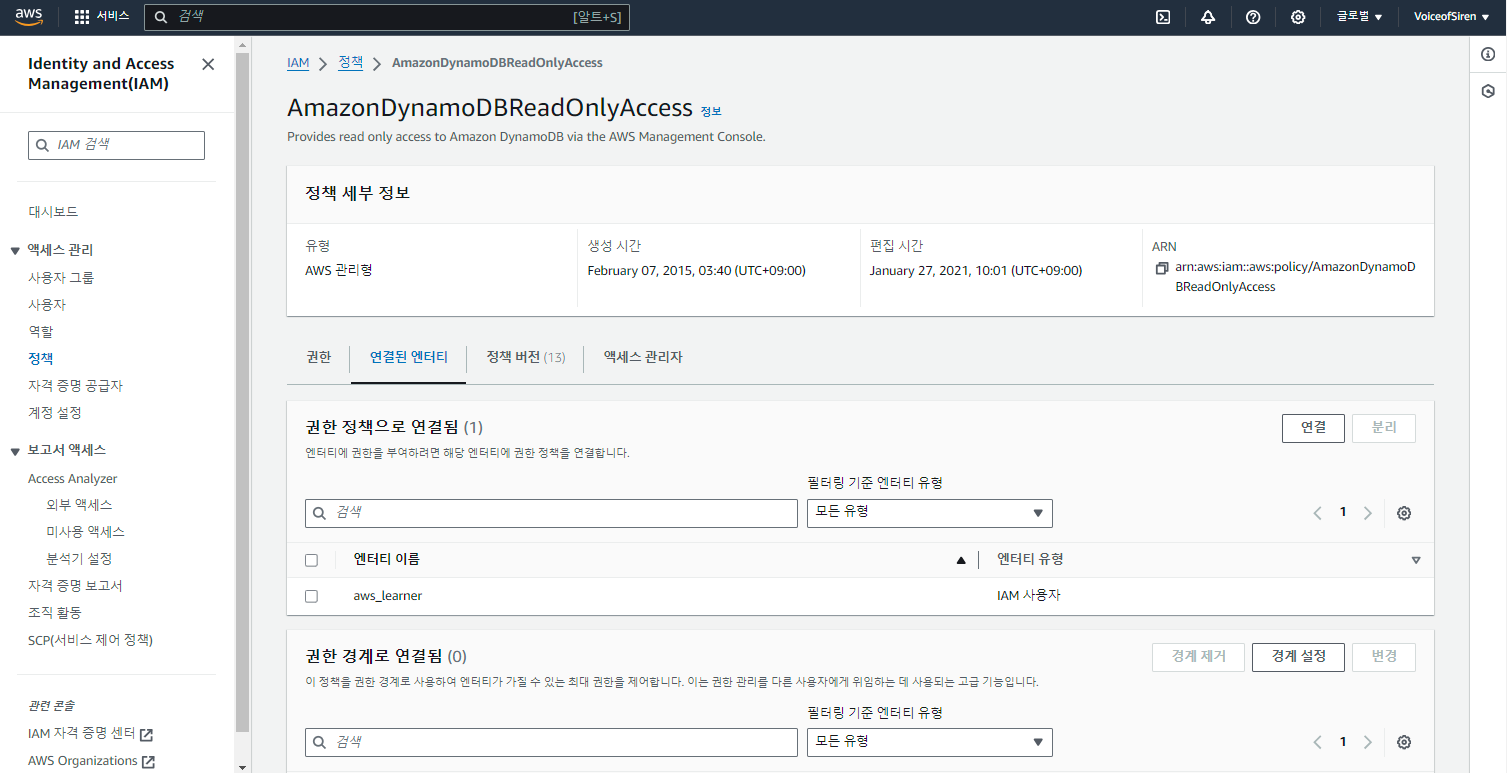 aws
서비스
검색
[알트+S]
글로벌
VoiceofSiren
Identity and Access
Management(IAM)
IAM 검색
대시보드
액세스 관리
사용자 그룹
사용자
역할
정책
자격 증명 공급자
계정 설정
보고서 액세스
Access Analyzer
외부 액세스
미사용 액세스
분석기 설정
자격 증명 보고서
조직 활동
SCP(서비스 제어 정책)
관련 콘솔
IAM 자격 증명 센터
AWS Organizations
IAM > 정책 > AmazonDynamoDBReadOnlyAccess
AmazonDynamoDBReadOnlyAccess 정보
Provides read only access to Amazon DynamoDB via the AWS Management Console.
정책 세부 정보
유형
AWS 관리형
생성 시간
February 07, 2015, 03:40 (UTC+09:00)
편집 시간
January 27, 2021, 10:01 (UTC+09:00)
ARN
arn:aws:iam::aws:policy/AmazonDynamoD
BReadOnlyAccess
권한
연결된 엔터티
정책 버전 (13)
액세스 관리자
권한 정책으로 연결됨 (1)
연결
분리
엔터티에 권한을 부여하려면 해당 엔터티에 권한 정책을 연결합니다.
필터링 기준 엔터티 유형
검색
모든 유형
1
엔터티 이름
엔터티 유형
aws_learner
IAM 사용자
권한 경계로 연결됨 (0)
경계 제거
경계 설정
변경
이 정책을 권한 경계로 사용하여 엔터티가 가질 수 있는 최대 권한을 제어합니다. 이는 권한 관리를 다른 사용자에게 위임하는 데 사용되는 고급 기능입니다.
필터링 기준 엔터티 유형
검색
모든 유형
1